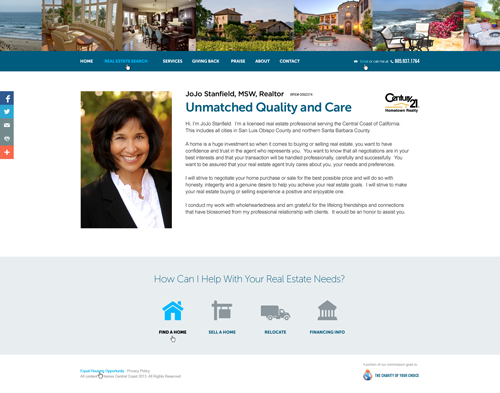 HOME REAL ESTATE SEARCH SERVICES GIVING BACK PRAISE ABOUT CONTACT or call me at 805.637.1764
JoJo Stanfield, MSW, Realtor
Unmatched Quality and Care
Century 21
Hometown Realty
Hi, I'm JoJo Stanfield. I'm a licensed real estate professional serving the Central Coast of California.
This includes all cities in San Luis Obispo County and northern Santa Barbara County.
A home is a huge investment so when it comes to buying or selling real estate, you want to have
confidence and trust in the agent who represents you. You want to know that all negotiations are in your
best interests and that your transaction will be handled professionally, carefully and successfully. You
want to be assured that your real estate agent truly cares about you, your needs and preferences.
I will strive to negotiate your home purchase or sale for the best possible price and will do so with
honesty, integrity and a genuine desire to help you achieve your real estate goals. I will strive to make
your real estate buying or selling experience a positive and enjoyable one.
I conduct my work with wholeheartedness and am grateful for the lifelong friendships and connections
that have blossomed from my professional relationship with clients. It would be an honor to assist you.
How Can I Help With Your Real Estate Needs?
FIND A HOME SELL A HOME RELOCATE FINANCING INFO
A portion of our commission goes to
THE CHARITY OF YOUR CHOICE
Equal Housing Opportunity · Privacy Policy
All content Homes Central Coast 2013. All Rights Reserved